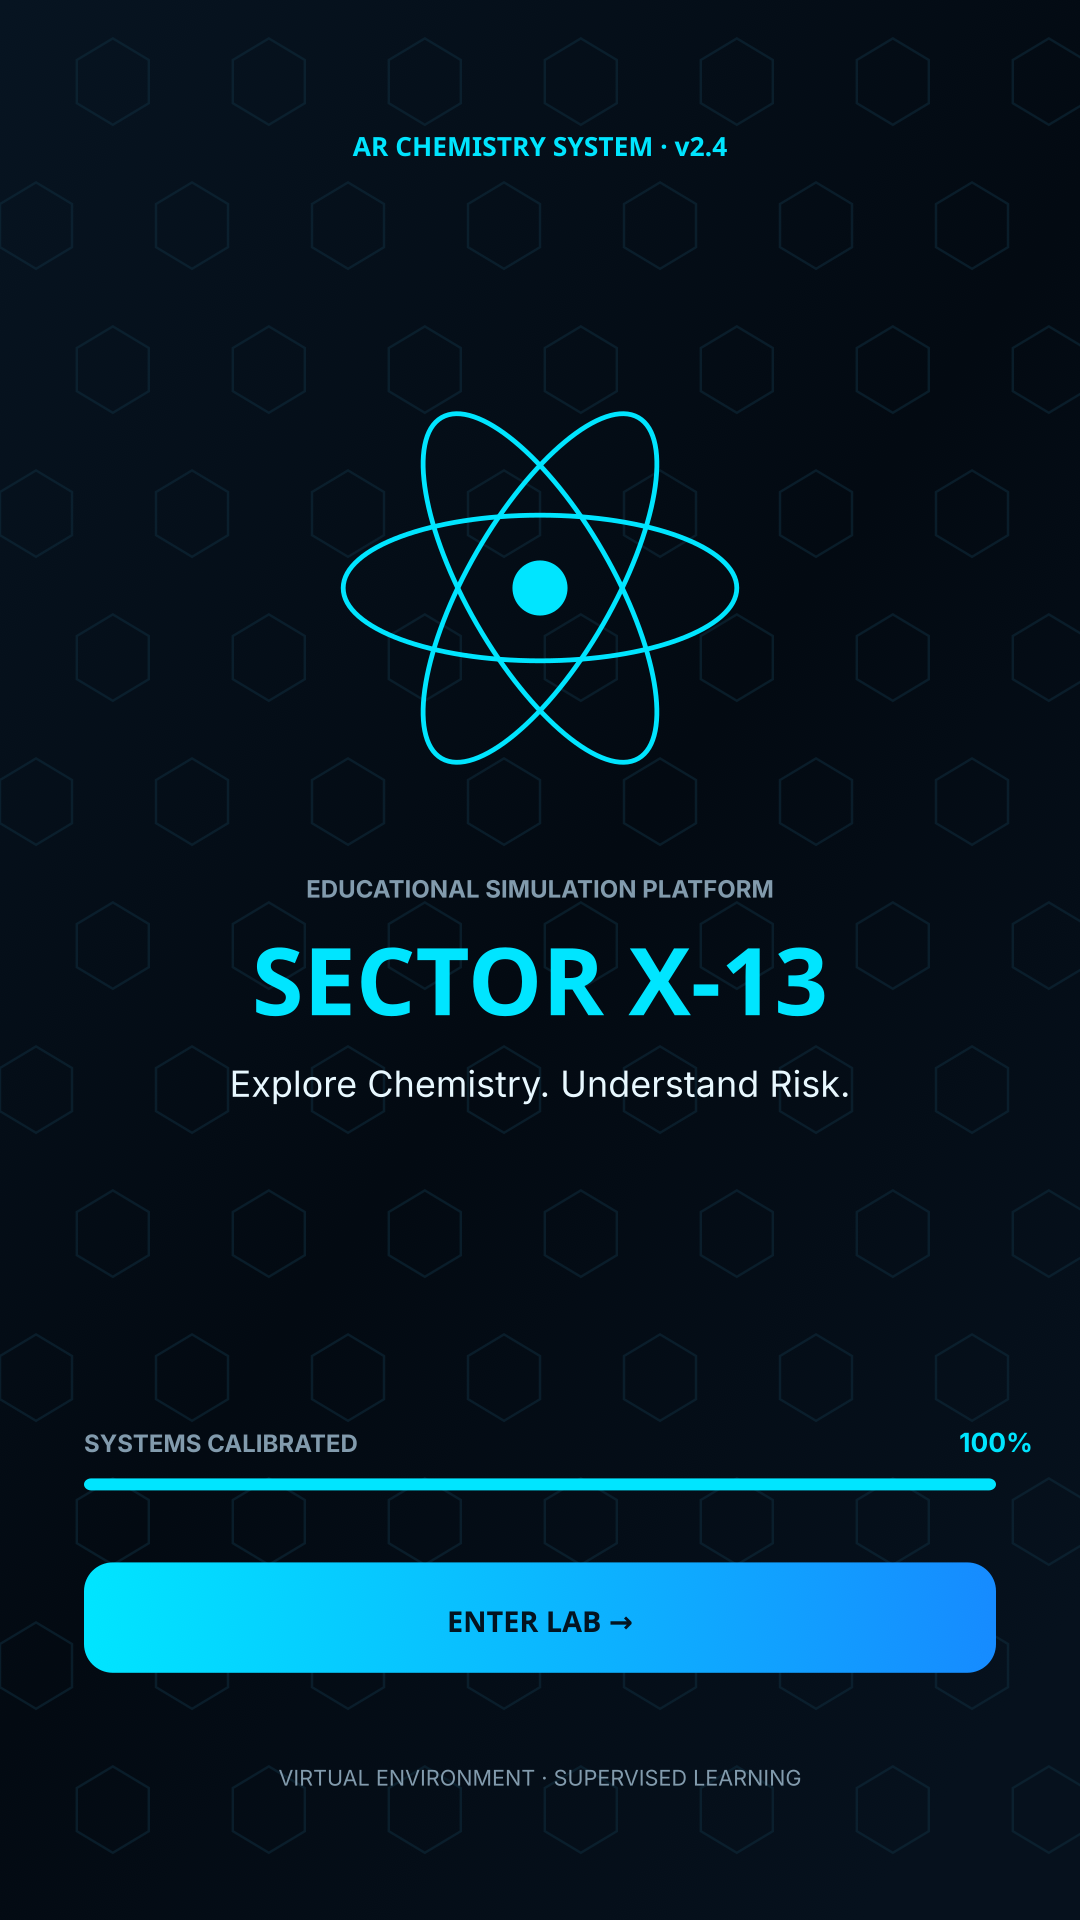 AR CHEMISTRY SYSTEM · v2.4
EDUCATIONAL SIMULATION PLATFORM
SECTOR X-13
Explore Chemistry. Understand Risk.
SYSTEMS CALIBRATED 100%
ENTER LAB →
VIRTUAL ENVIRONMENT · SUPERVISED LEARNING